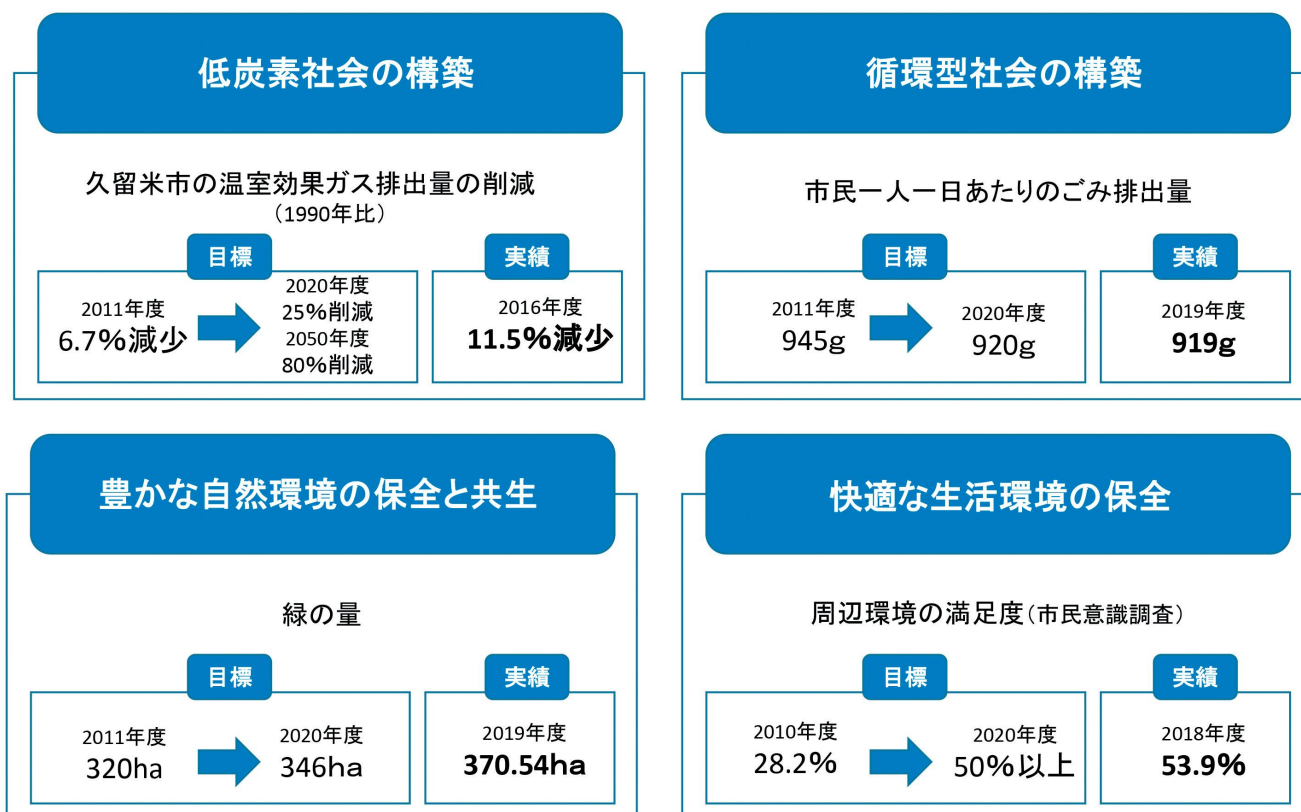 低炭素社会の構築
久留米市の温室効果ガス排出量の削減
(1990年比)
目標
2011年度
6.7%減少
2020年度
25%削減
2050年度
80%削減
実績
2016年度
11.5%減少
循環型社会の構築
市民一人一日あたりのごみ排出量
目標
2011年度
945g
2020年度
920g
実績
2019年度
919g
豊かな自然環境の保全と共生
緑の量
目標
2011年度
320ha
2020年度
346ha
実績
2019年度
370.54ha
快適な生活環境の保全
周辺環境の満足度(市民意識調査)
目標
2010年度
28.2%
2020年度
50%以上
実績
2018年度
53.9%